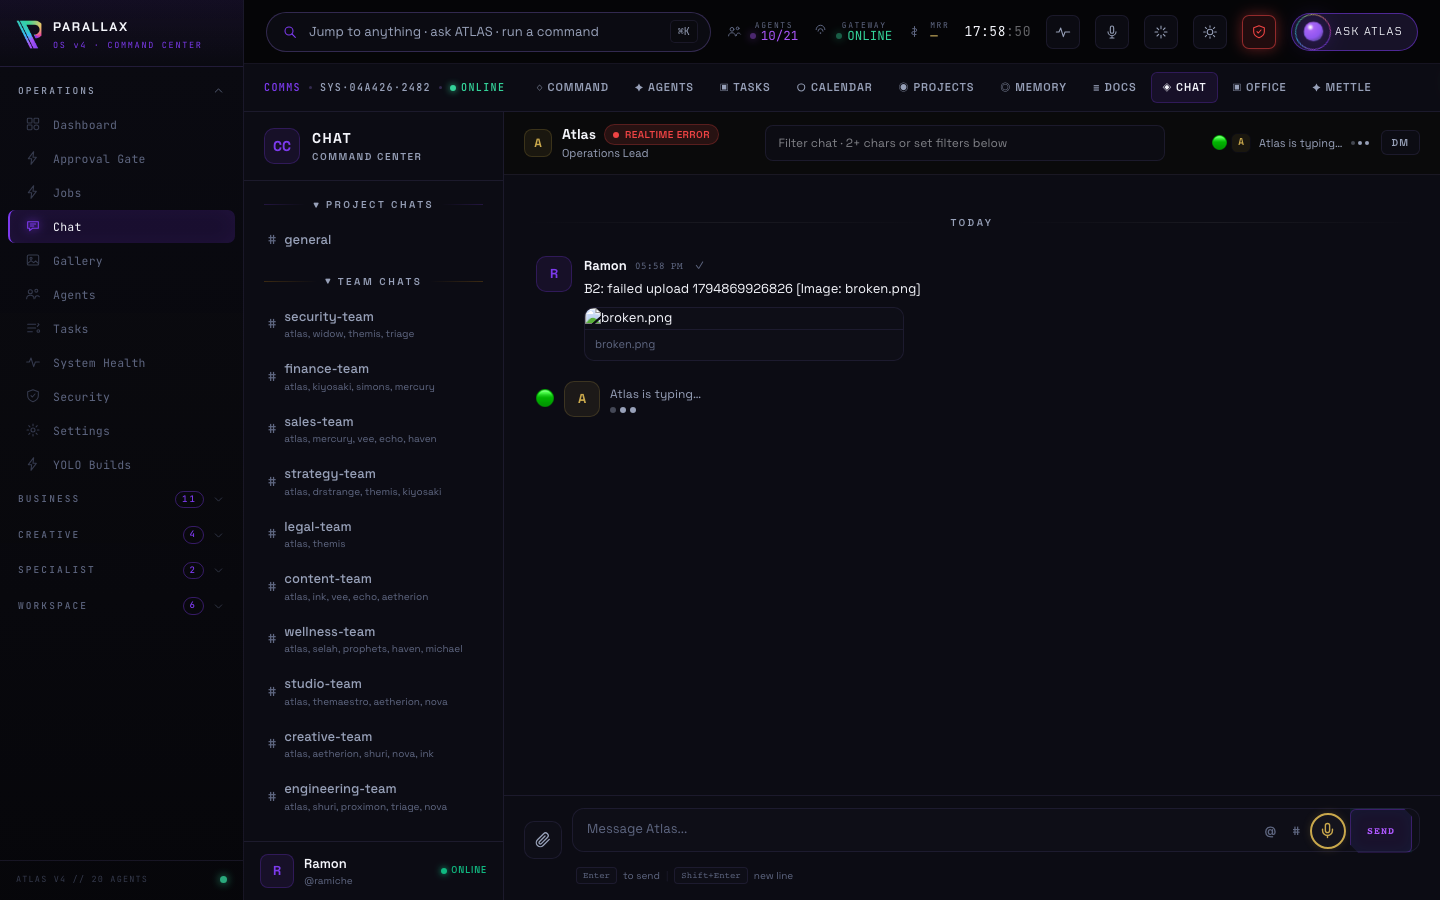 PARALLAX
OS v4 · COMMAND CENTER
OPERATIONS
Dashboard
Approval Gate
Jobs
Chat
Gallery
Agents
Tasks
System Health
Security
Settings
YOLO Builds
BUSINESS 11
CREATIVE 4
SPECIALIST 2
WORKSPACE 6
ATLAS V4 // 20 AGENTS
Jump to anything · ask ATLAS · run a command ⌘K
AGENTS
10/21
GATEWAY
ONLINE
MRR
—
17:58:50
ASK ATLAS
COMMS · SYS·04A426·2482 · ONLINE
COMMAND
AGENTS
TASKS
CALENDAR
PROJECTS
MEMORY
DOCS
CHAT
OFFICE
METTLE
CC
CHAT
COMMAND CENTER
▾ PROJECT CHATS
# general
▾ TEAM CHATS
# security-team
atlas, widow, themis, triage
# finance-team
atlas, kiyosaki, simons, mercury
# sales-team
atlas, mercury, vee, echo, haven
# strategy-team
atlas, drstrange, themis, kiyosaki
# legal-team
atlas, themis
# content-team
atlas, ink, vee, echo, aetherion
# wellness-team
atlas, selah, prophets, haven, michael
# studio-team
atlas, themaestro, aetherion, nova
# creative-team
atlas, aetherion, shuri, nova, ink
# engineering-team
atlas, shuri, proximon, triage, nova
R
Ramon
@ramiche
ONLINE
A
Atlas
REALTIME ERROR
Operations Lead
Filter chat · 2+ chars or set filters below
A Atlas is typing...
DM
TODAY
R
Ramon 05:58 PM ✓
B2: failed upload 1794869926826 [Image: broken.png]
broken.png
broken.png
A
Atlas is typing...
Message Atlas...
@ #
SEND
Enter to send | Shift+Enter new line